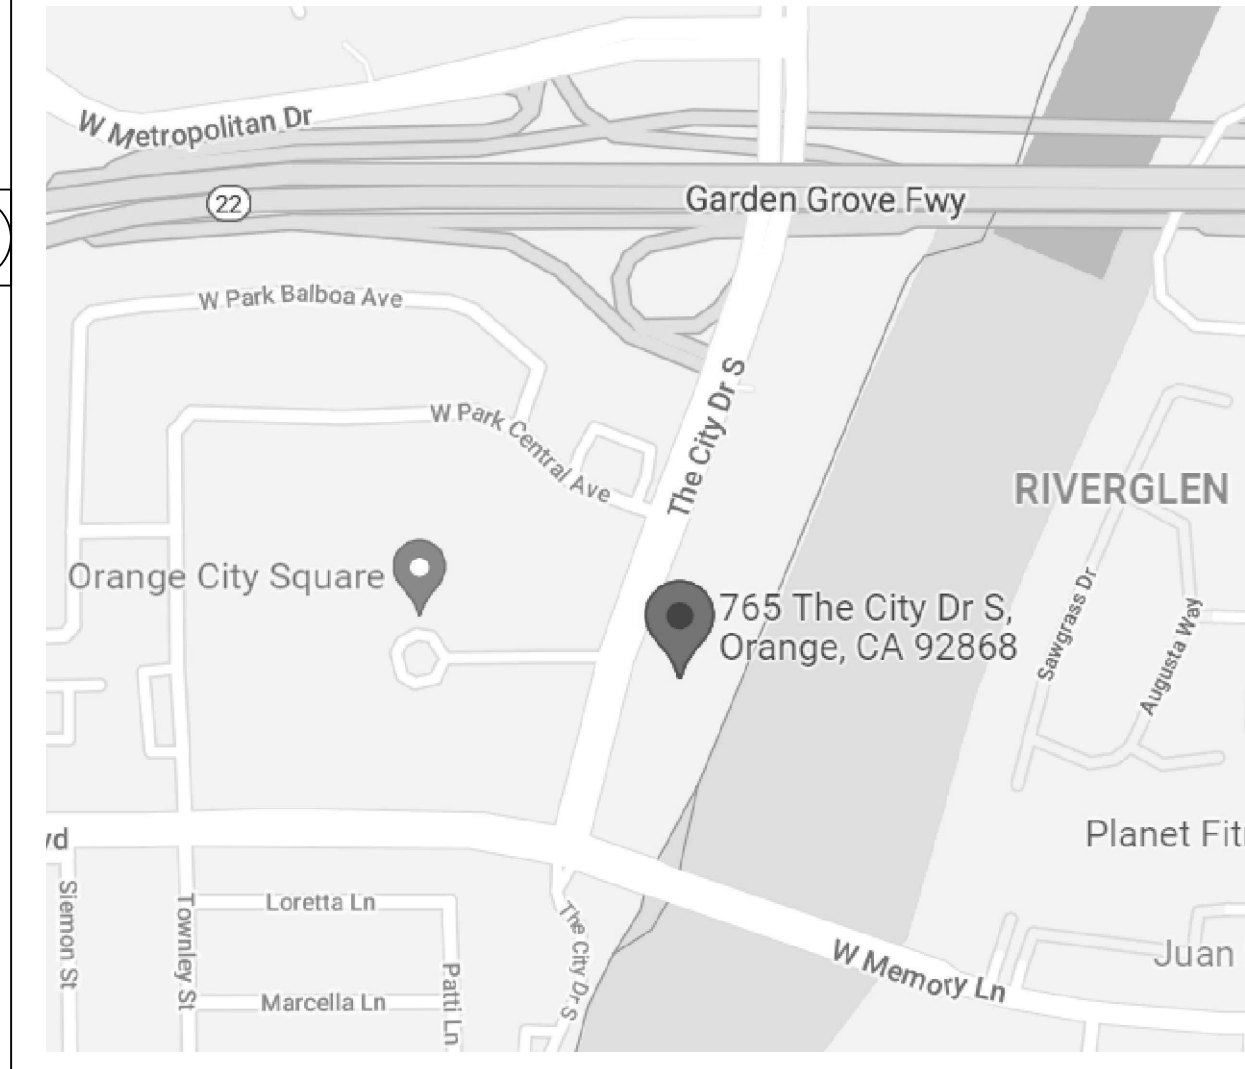 W Metropolitan Dr
22
Garden Grove Fwy
W Park Balboa Ave
The City Dr S
W Park Central Ave
RIVERGLEN
Orange City Square
765 The City Dr S,
Orange, CA 92868
Sawgrass Dr
Augusta Way
Planet Fit
vd
Siemon St
Townley St
Loretta Ln
The City Dr S
Patti Ln
Marcella Ln
W Memory Ln
Juan